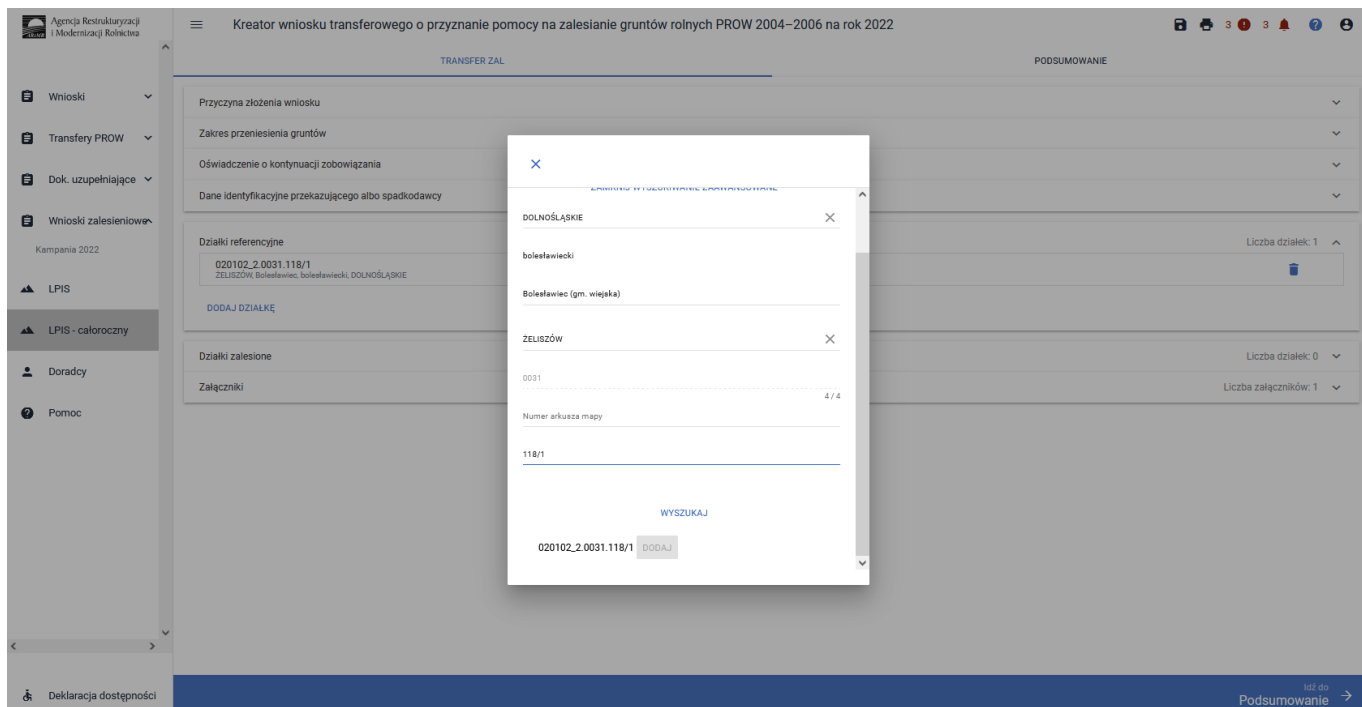 Agencja Restrukturyzacji
i Modernizacji Rolnictwa
Kreator wniosku transferowego o przyznanie pomocy na zalesianie gruntów rolnych PROW 2004–2006 na rok 2022
3
3
TRANSFER ZAL
PODSUMOWANIE
Wnioski
Transfery PROW
Dok. uzupełniające
Wnioski zalesieniowe
Kampania 2022
LPIS
LPIS - całoroczny
Doradcy
Pomoc
Deklaracja dostępności
Przyczyna złożenia wniosku
Zakres przeniesienia gruntów
Oświadczenie o kontynuacji zobowiązania
Dane identyfikacyjne przekazującego albo spadkodawcy
Działki referencyjne
Liczba działek: 1
020102_2.0031.118/1
ŻELISZÓW, Bolesławiec, bolesławiecki, DOLNOŚLĄSKIE
DODAJ DZIAŁKĘ
Działki zalesione
Liczba działek: 0
Załączniki
Liczba załączników: 1
ZAMKNIJ WYSZUKIWANIE ZAAWANSOWANE
DOLNOŚLĄSKIE
bolesławiecki
Bolesławiec (gm. wiejska)
ŻELISZÓW
0031
4 / 4
Numer arkusza mapy
118/1
WYSZUKAJ
020102_2.0031.118/1 DODAJ
Idź do
Podsumowanie